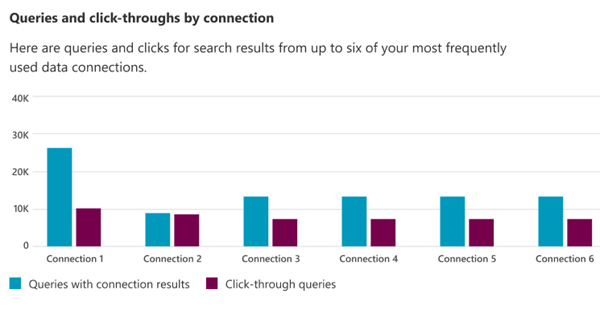 Queries and click-throughs by connection
Here are queries and clicks for search results from up to six of your most frequently
used data connections.
40K
30K
20K
10K
0
Connection 1 Connection 2 Connection 3 Connection 4 Connection 5 Connection 6
Queries with connection results Click-through queries